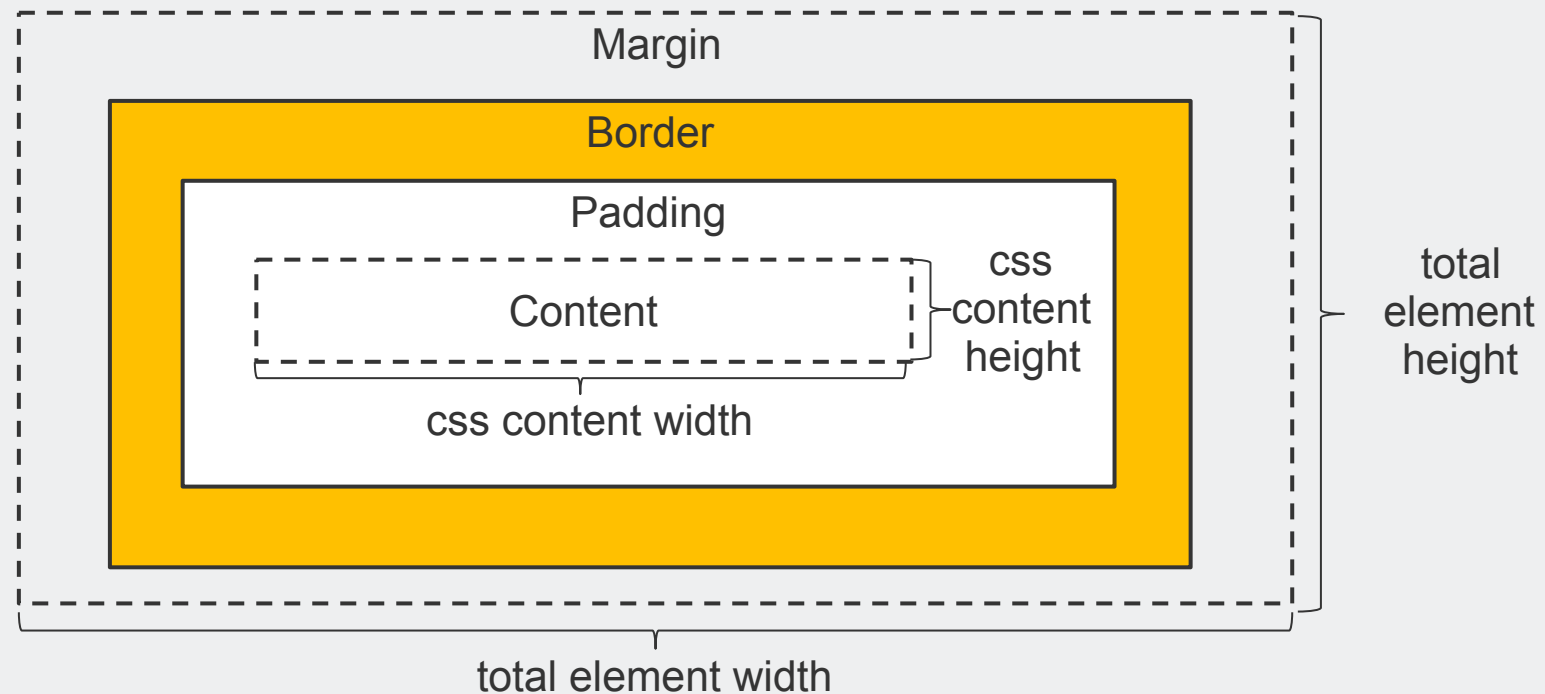 Margin
Border
Padding
Content
css
content
height
css content width
total
element
height
total element width